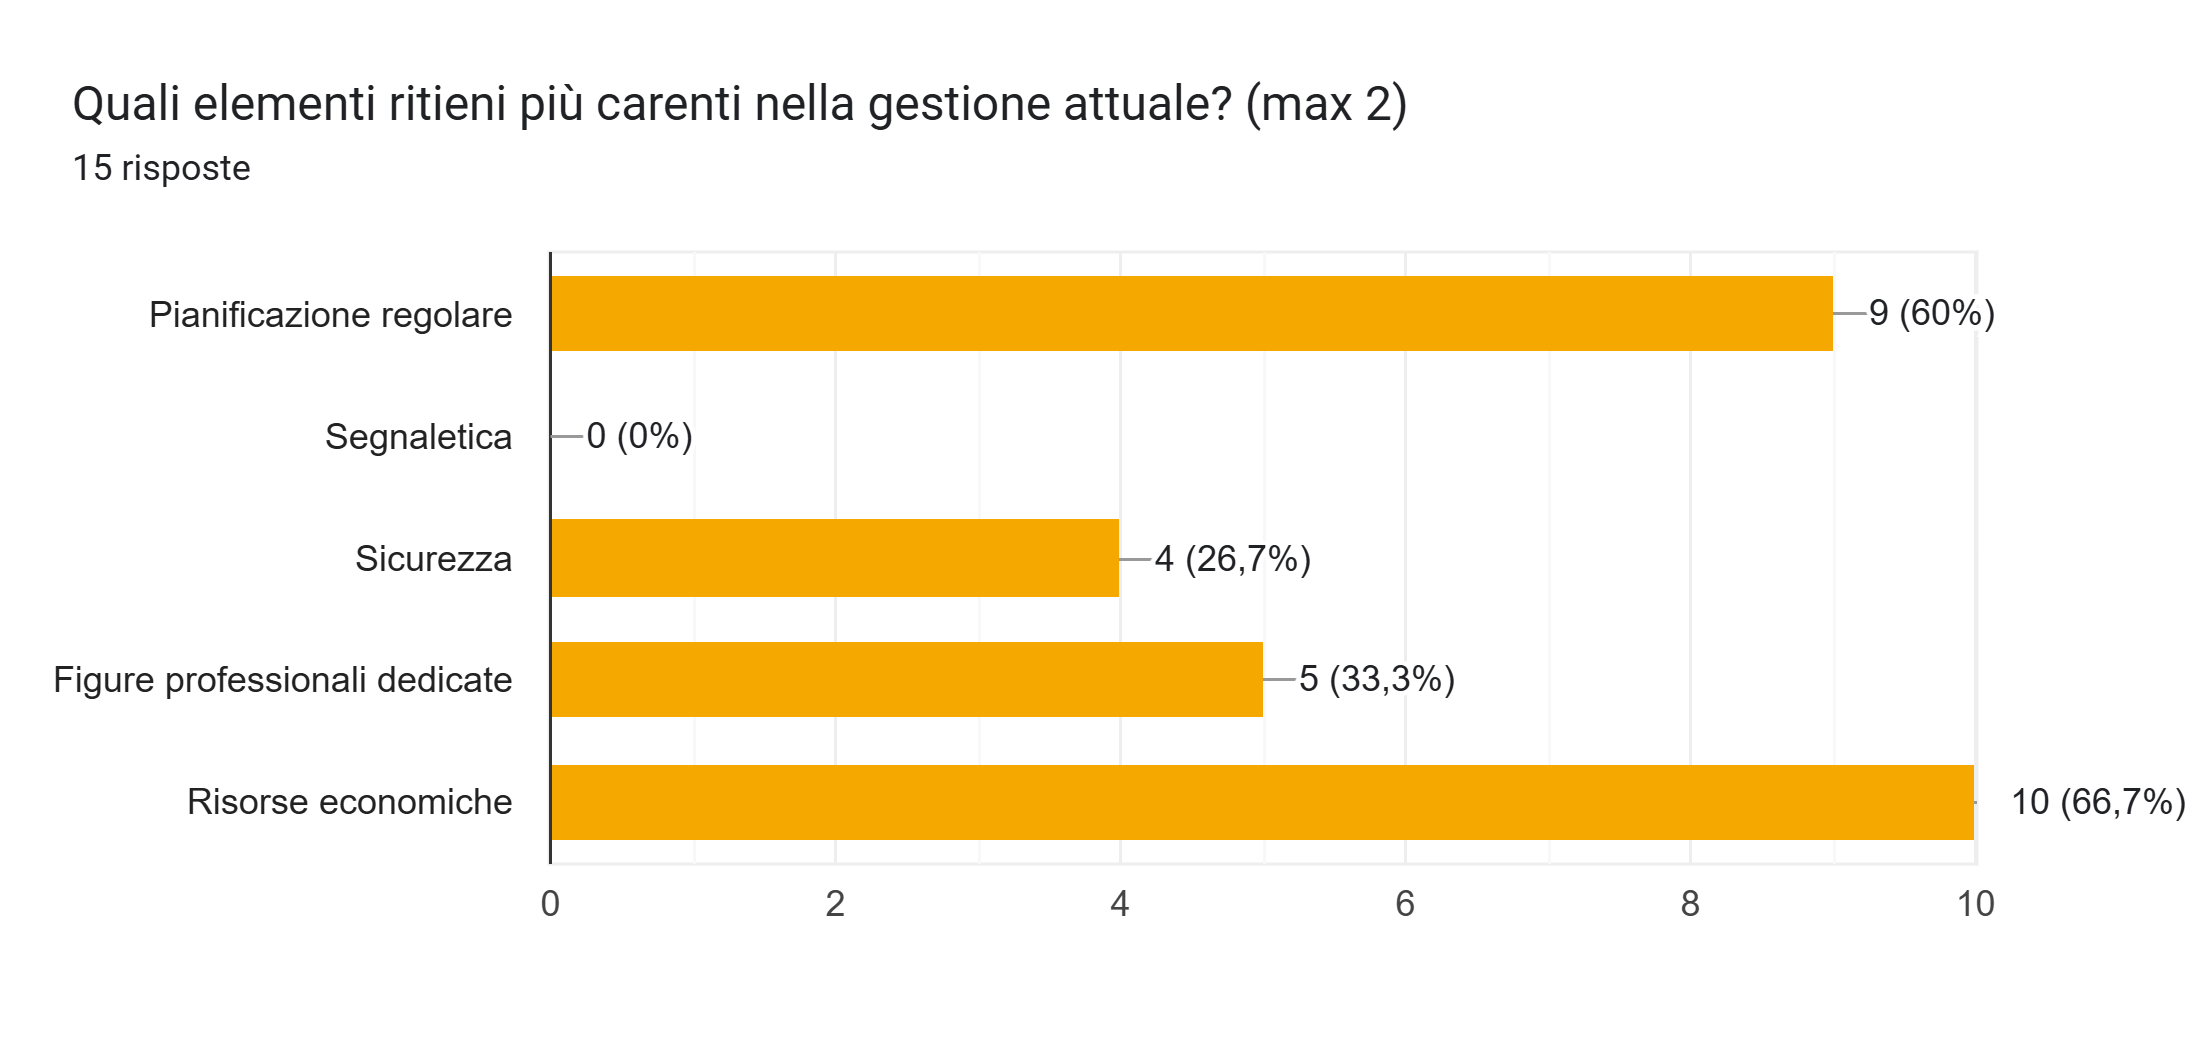 Quali elementi ritieni più carenti nella gestione attuale? (max 2)
15 risposte
Pianificazione regolare
9 (60%)
Segnaletica
0 (0%)
Sicurezza
4 (26,7%)
Figure professionali dedicate
5 (33,3%)
Risorse economiche
10 (66,7%)
0 2 4 6 8 10